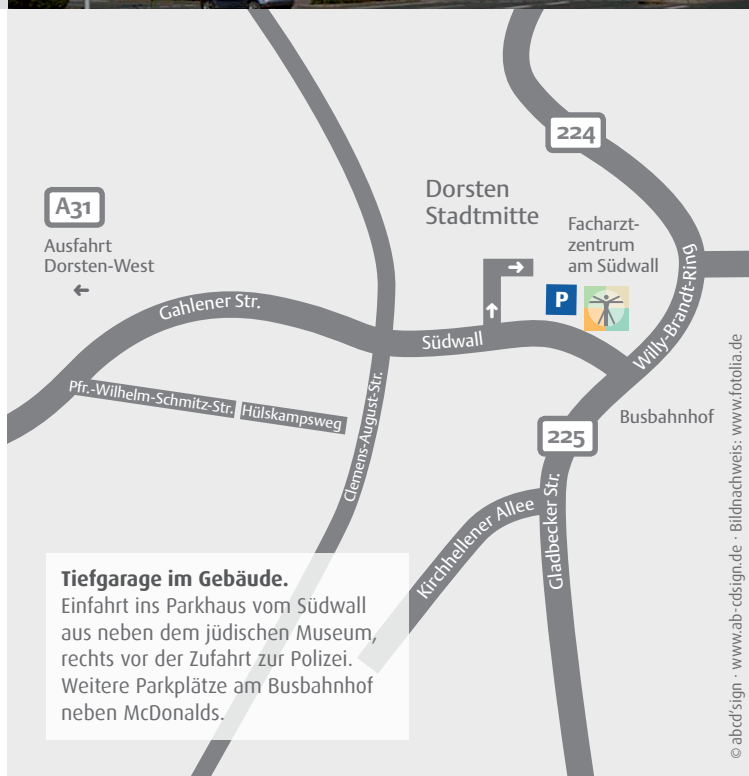 224
A31
Ausfahrt
Dorsten-West
Dorsten
Stadtmitte
Facharzt-
zentrum
am Südwall
P
Gahlener Str.
Südwall
Willy-Brandt-Ring
Pfr.-Wilhelm-Schmitz-Str.
Hülskampsweg
Clemens-August-Str.
Busbahnhof
225
Kirchhellener Allee
Gladbecker Str.
Tiefgarage im Gebäude.
Einfahrt ins Parkhaus vom Südwall
aus neben dem jüdischen Museum,
rechts vor der Zufahrt zur Polizei.
Weitere Parkplätze am Busbahnhof
neben McDonalds.
© abcd'sign · www.ab-cdsign.de · Bildnachweis: www.fotolia.de